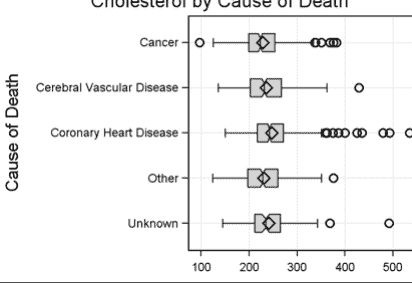 Cholesterol by Cause of Death
Cause of Death
Cancer
Cerebral Vascular Disease
Coronary Heart Disease
Other
Unknown
100 200 300 400 500